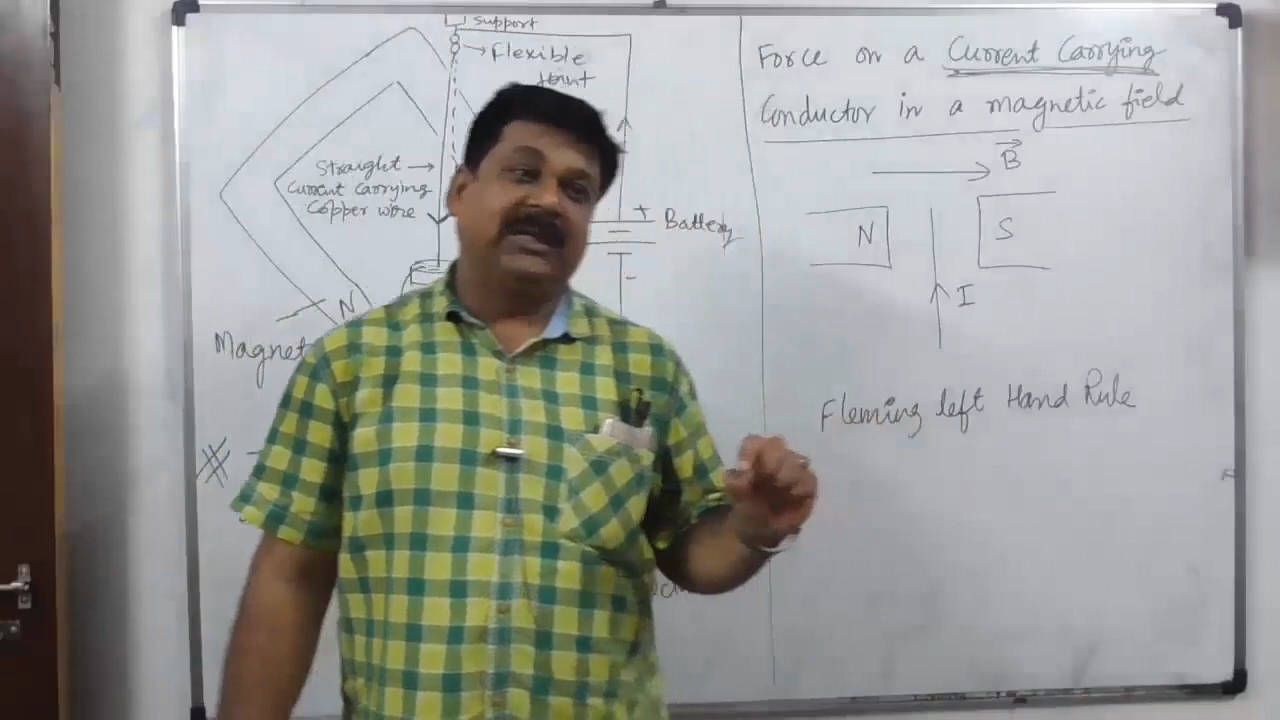 support
→ Flexible
Joint
Straight →
Current Carrying
Copper wire
+
Battery
-
N
Magnet
Force on a Current Carrying
Conductor in a magnetic field
B
N
S
I
Fleming left Hand Rule